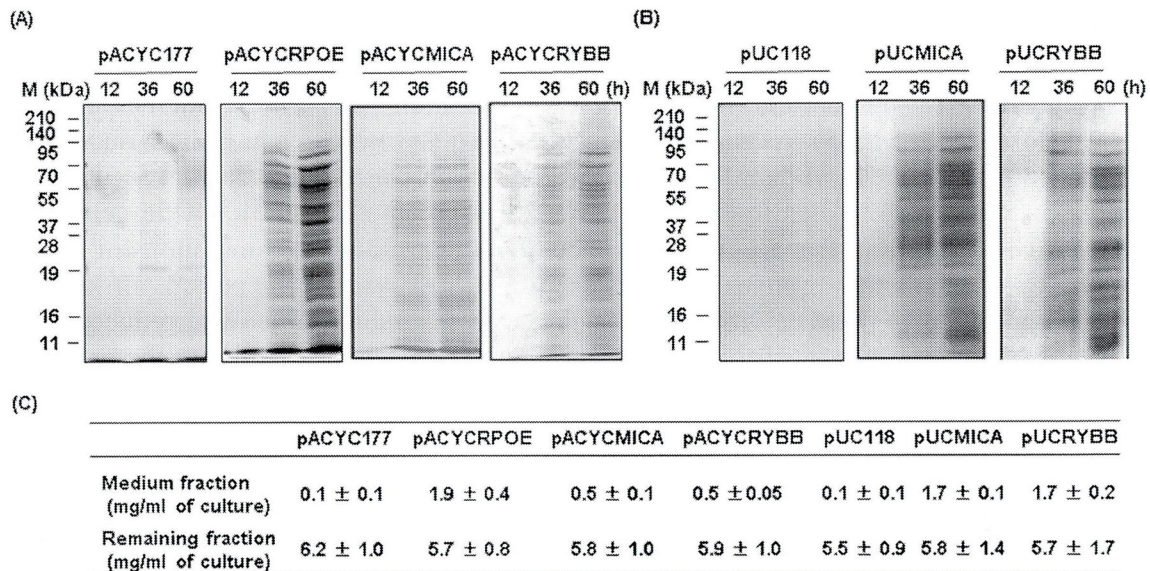 (A)
pACYC177 pACYCRPOE pACYCMICA pACYCRYBB
M (kDa) 12 36 60 12 36 60 12 36 60 12 36 60 (h)
210
140
95
70
55
37
28
19
16
11
(B)
pUC118 pUCMICA pUCRYBB
M (kDa) 12 36 60 12 36 60 12 36 60 (h)
210
140
95
70
55
37
28
19
16
11
(C)
pACYC177 pACYCRPOE pACYCMICA pACYCRYBB pUC118 pUCMICA pUCRYBB
Medium fraction
(mg/ml of culture) 0.1 ± 0.1 1.9 ± 0.4 0.5 ± 0.1 0.5 ±0.05 0.1 ± 0.1 1.7 ± 0.1 1.7 ± 0.2
Remaining fraction
(mg/ml of culture) 6.2 ± 1.0 5.7 ± 0.8 5.8 ± 1.0 5.9 ± 1.0 5.5 ± 0.9 5.8 ± 1.4 5.7 ± 1.7